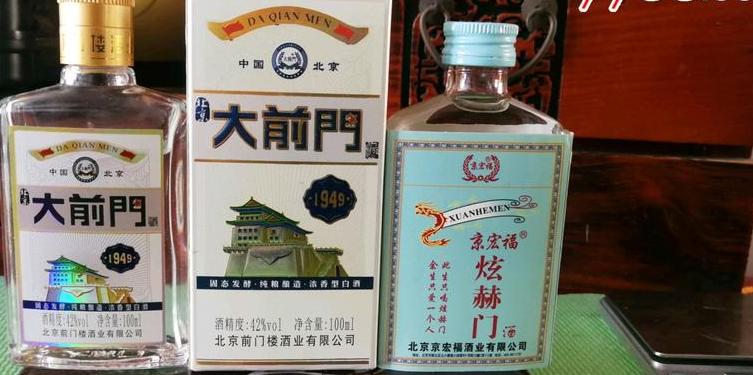 楼酒
DA QIAN MEN
中国 北京
北京
大前門
酒
1949
固态发酵·纯粮酿造·浓香型白酒
酒精度:42%vol 净含量:100ml
北京前门楼酒业有限公司
DA QIAN MEN
中国 大前門 北京
北京
大前門
1949
固态发酵·纯粮酿造·浓香型白酒
酒精度:42%vol 净含量:100ml
北京前门楼酒业有限公司
京宏福
XUANHEMEN
京宏福®
炫赫门酒
此生只喝炫赫门
余生只爱一个人
北京京宏福酒业有限公司